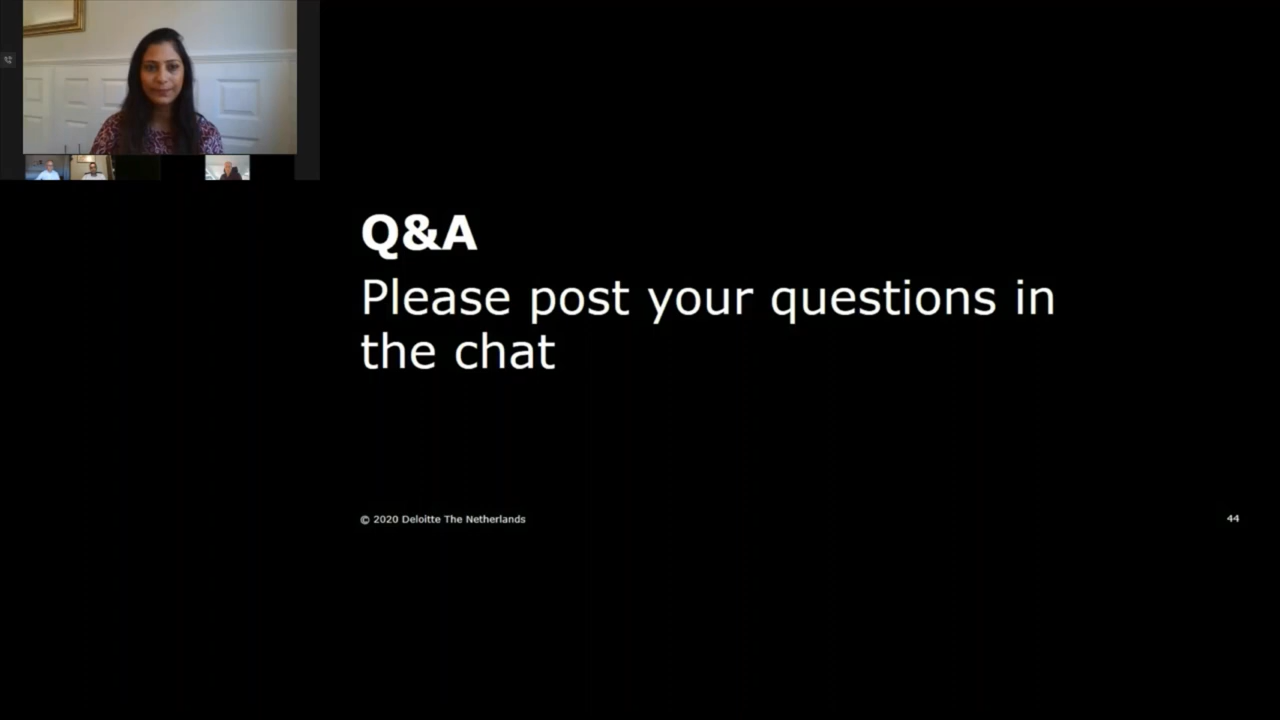 Q&A
Please post your questions in
the chat
© 2020 Deloitte The Netherlands
44